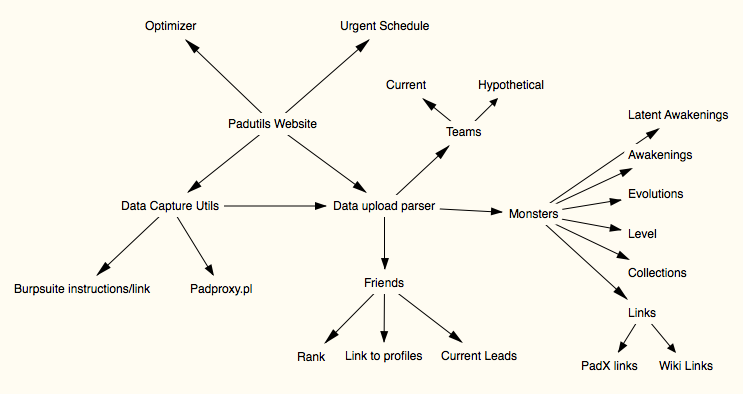 Optimizer
Urgent Schedule
Current
Hypothetical
Padutils Website
Teams
Latent Awakenings
Awakenings
Evolutions
Data Capture Utils
Data upload parser
Monsters
Level
Collections
Burpsuite instructions/link
Padproxy.pl
Friends
Links
Rank
Link to profiles
Current Leads
PadX links
Wiki Links